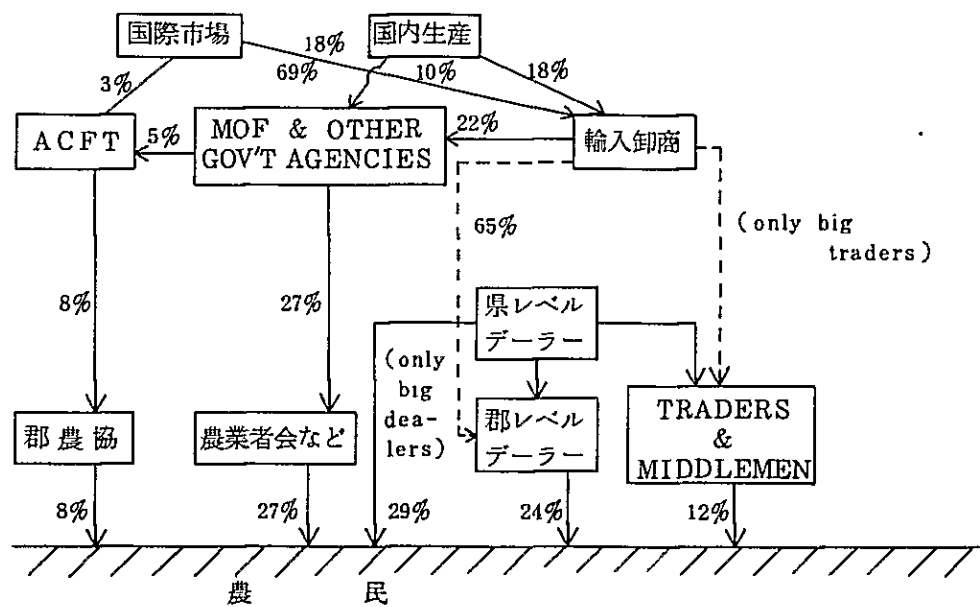 国際市場
国内生産
18%
3%
69%
10%
18%
ACFT
5%
MOF & OTHER
GOV'T AGENCIES
22%
輸入卸商
65%
(only big
traders)
8%
27%
県レベル
デーラー
(only
big
dea-
lers)
郡農協
農業者会など
郡レベル
デーラー
TRADERS
&
MIDDLEMEN
8%
27%
29%
24%
12%
農民